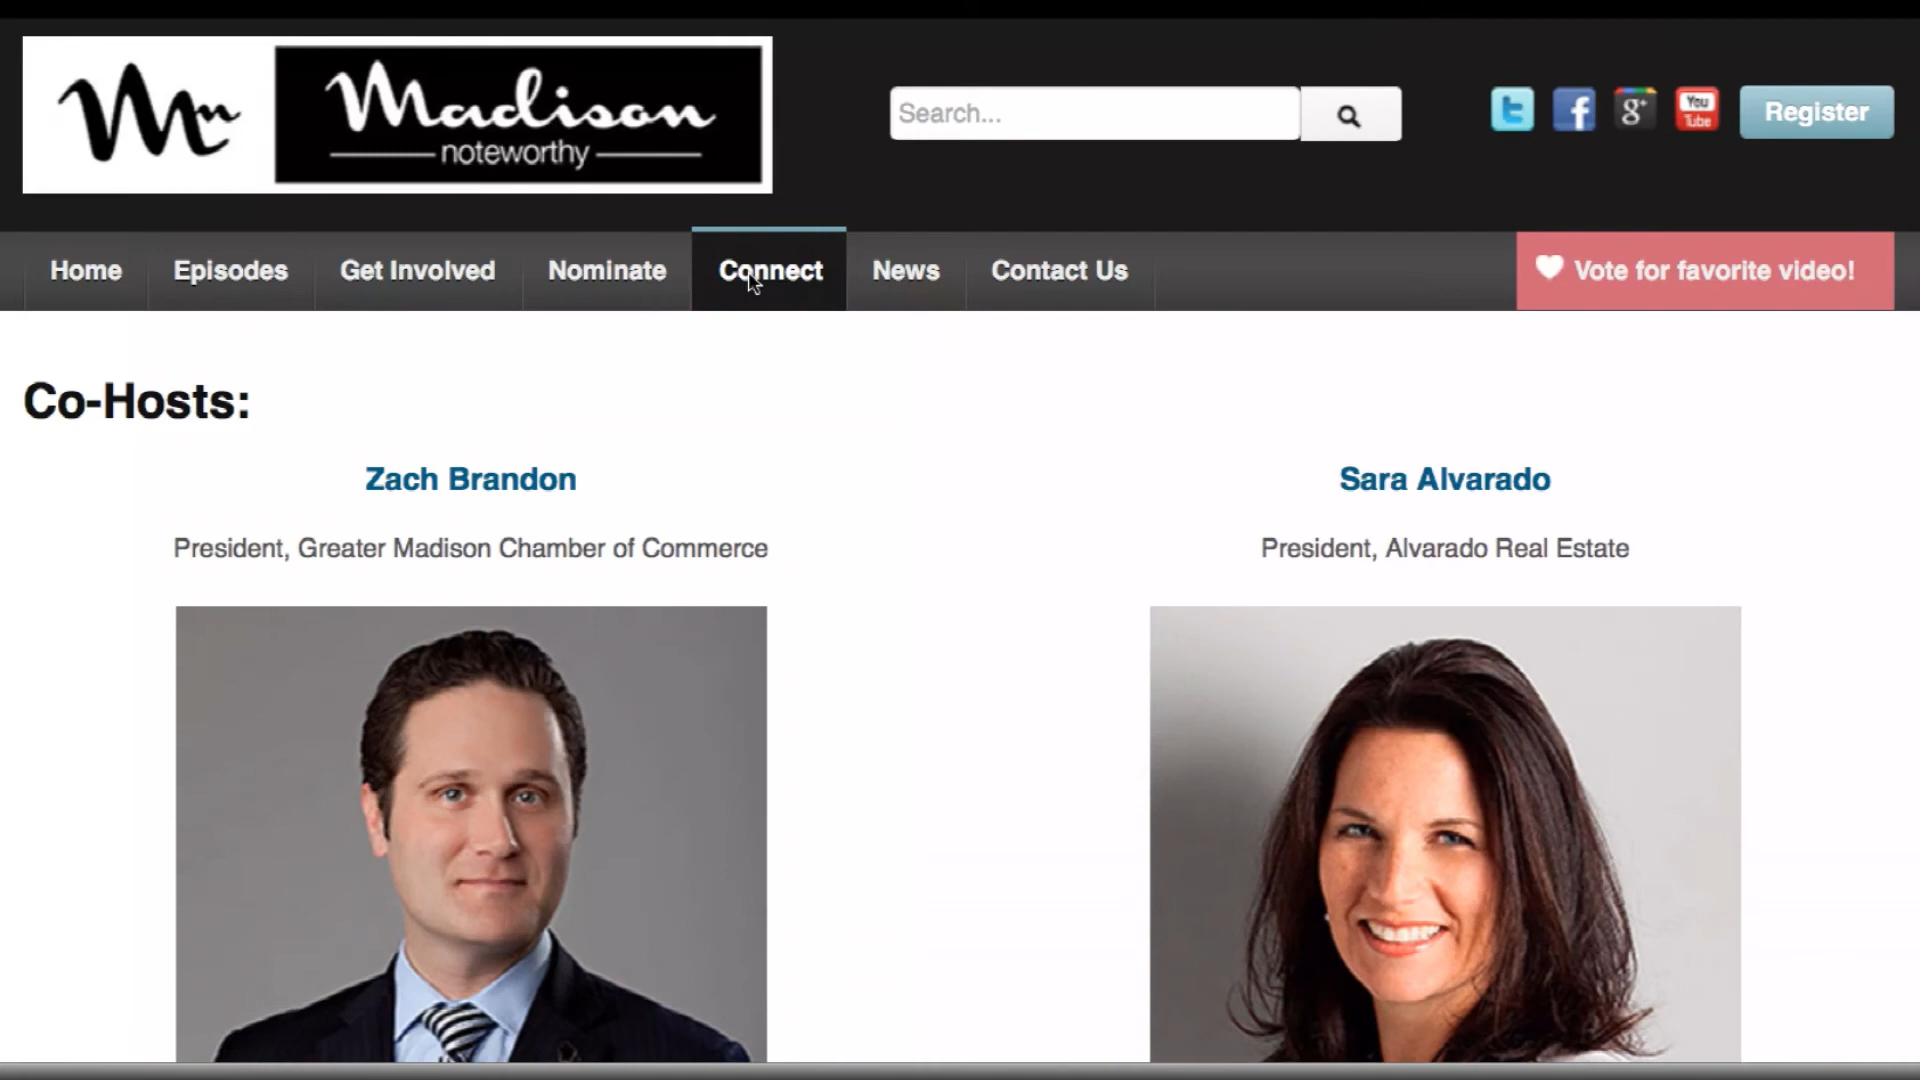 Mn
Madison
noteworthy
Search...
t
f
g+
You
Tube
Register
Home
Episodes
Get Involved
Nominate
Connect
News
Contact Us
Vote for favorite video!
Co-Hosts:
Zach Brandon
Sara Alvarado
President, Greater Madison Chamber of Commerce
President, Alvarado Real Estate